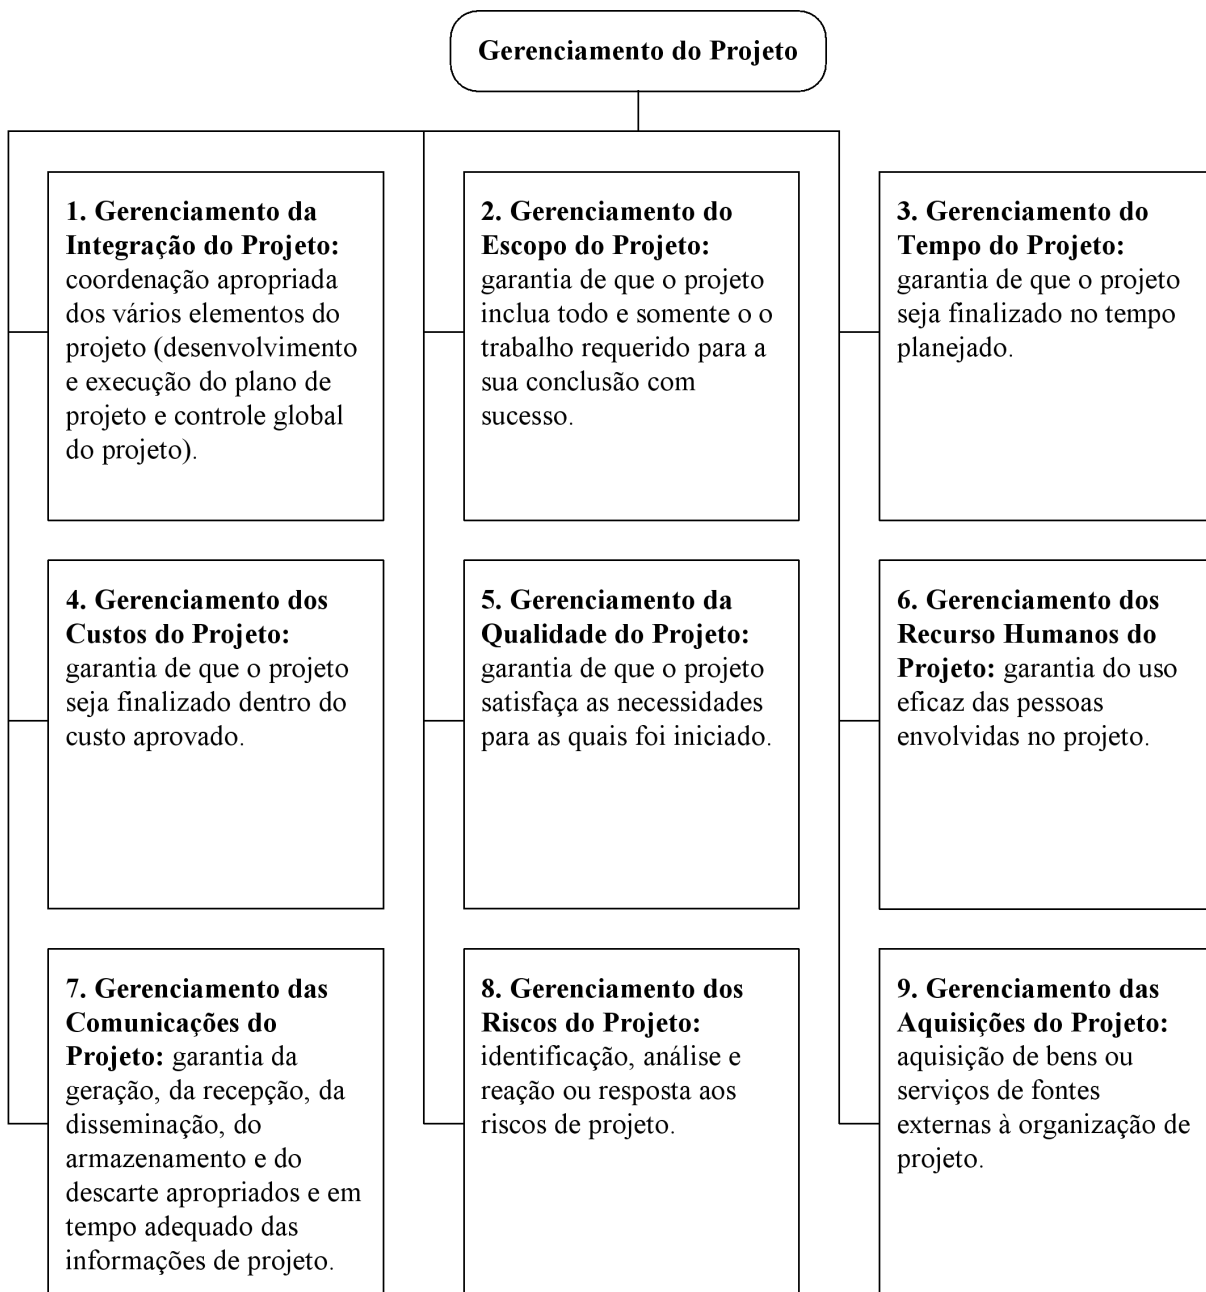 Gerenciamento do Projeto
1. Gerenciamento da
Integração do Projeto:
coordenação apropriada
dos vários elementos do
projeto (desenvolvimento
e execução do plano de
projeto e controle global
do projeto).
2. Gerenciamento do
Escopo do Projeto:
garantia de que o projeto
inclua todo e somente o o
trabalho requerido para a
sua conclusão com
sucesso.
3. Gerenciamento do
Tempo do Projeto:
garantia de que o projeto
seja finalizado no tempo
planejado.
4. Gerenciamento dos
Custos do Projeto:
garantia de que o projeto
seja finalizado dentro do
custo aprovado.
5. Gerenciamento da
Qualidade do Projeto:
garantia de que o projeto
satisfaça as necessidades
para as quais foi iniciado.
6. Gerenciamento dos
Recurso Humanos do
Projeto: garantia do uso
eficaz das pessoas
envolvidas no projeto.
7. Gerenciamento das
Comunicações do
Projeto: garantia da
geração, da recepção, da
disseminação, do
armazenamento e do
descarte apropriados e em
tempo adequado das
informações de projeto.
8. Gerenciamento dos
Riscos do Projeto:
identificação, análise e
reação ou resposta aos
riscos de projeto.
9. Gerenciamento das
Aquisições do Projeto:
aquisição de bens ou
serviços de fontes
externas à organização de
projeto.